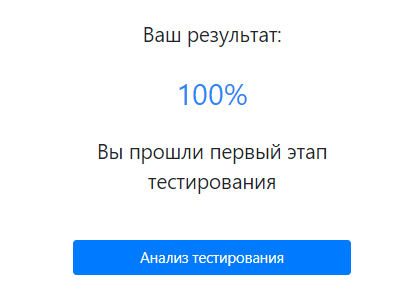 Ваш результат:
100%
Вы прошли первый этап
тестирования
Анализ тестирования